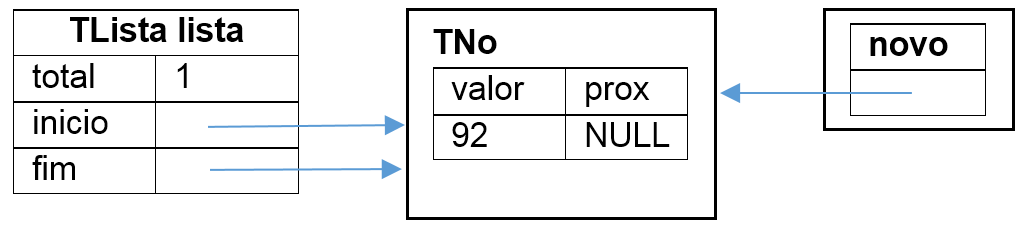 TLista lista
total 1
inicio
fim
TNo
valor prox
92 NULL
novo